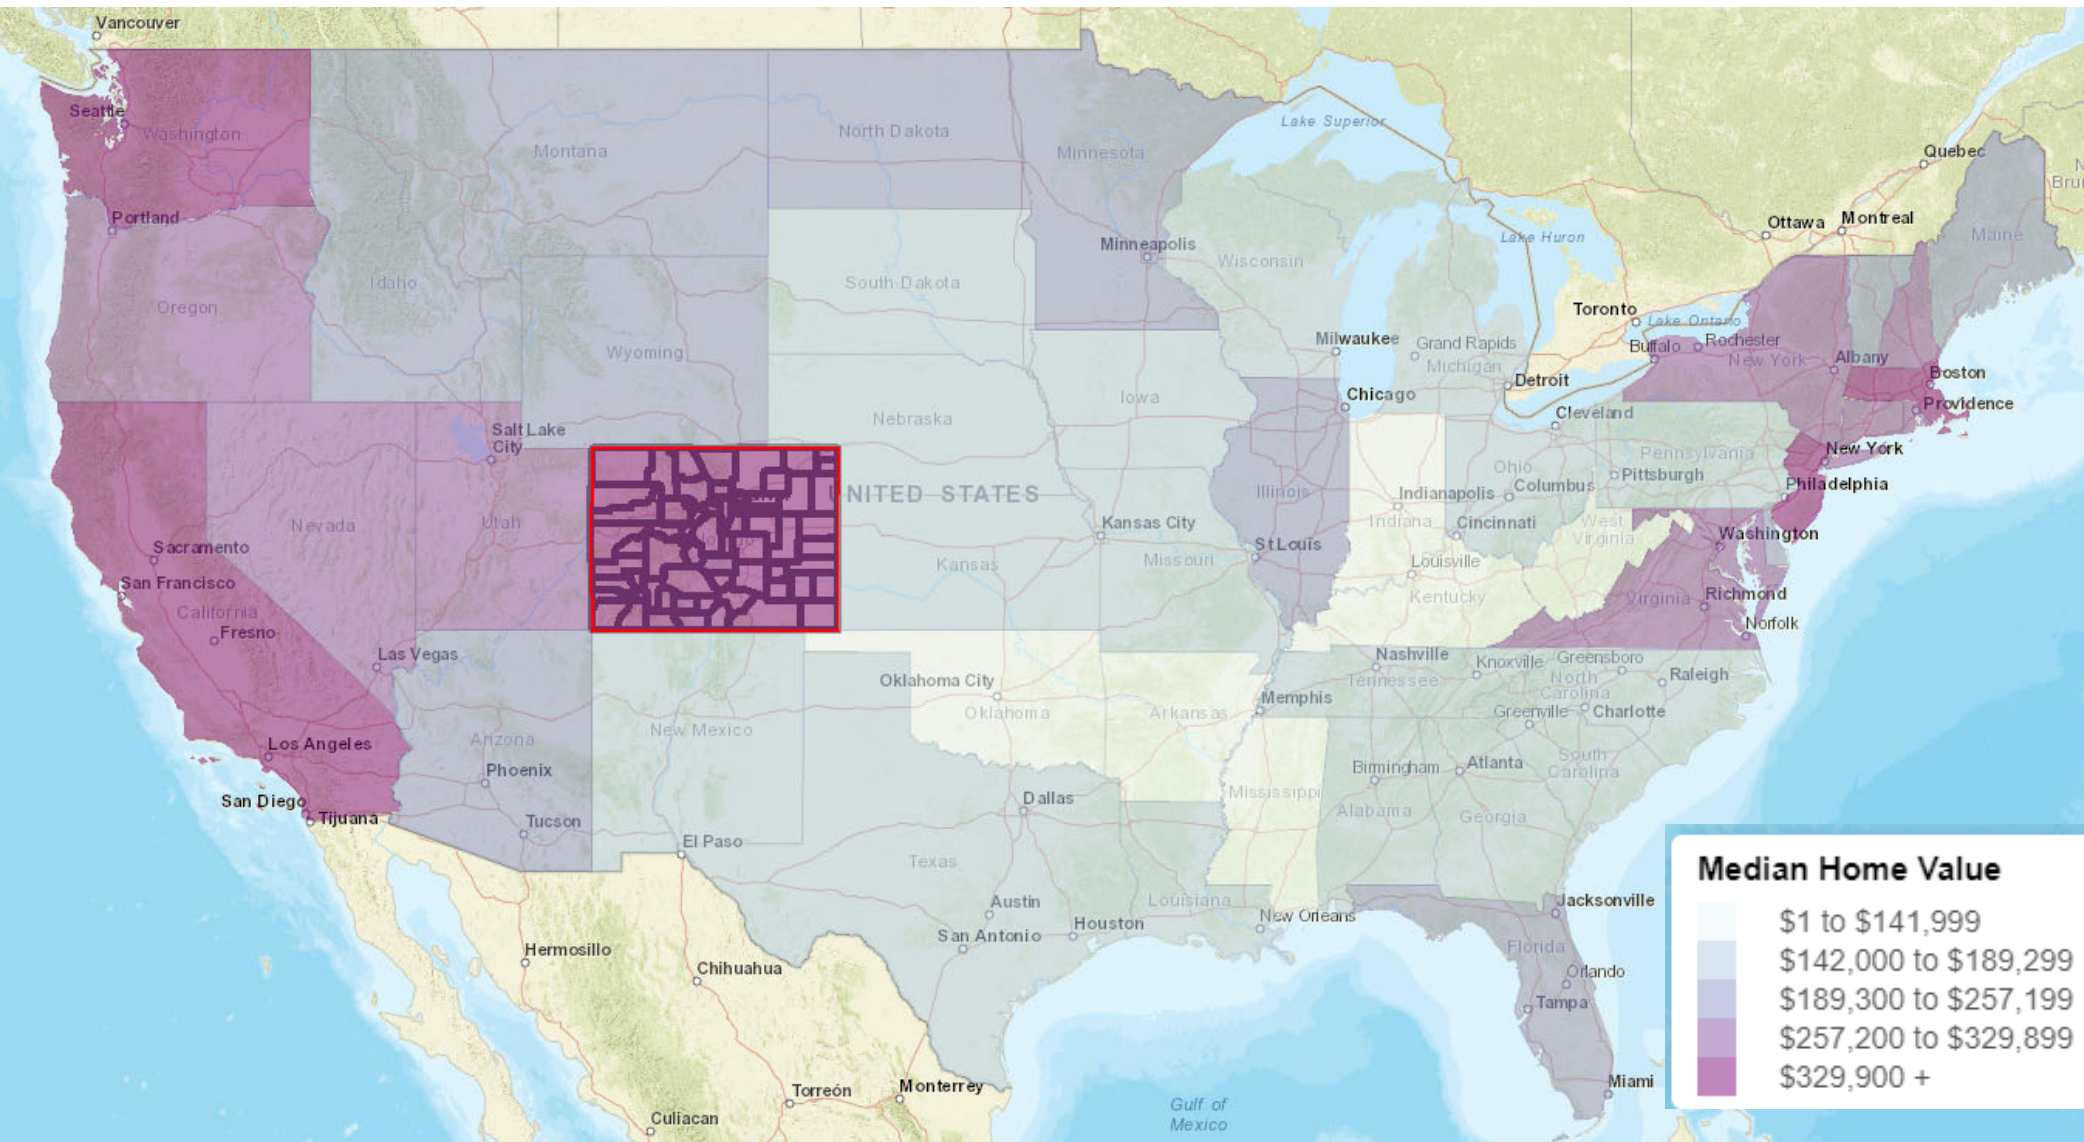 Vancouver
Seattle
Washington
Montana
North Dakota
Minnesota
Lake Superior
Quebec
Portland
Ottawa
Montreal
Maine
Minneapolis
Lake Huron
Wisconsin
Idaho
South Dakota
Oregon
Toronto
Lake Ontario
Milwaukee
Grand Rapids
Michigan
Buffalo
Rochester
New York
Albany
Wyoming
Boston
Detroit
Chicago
Iowa
Providence
Nebraska
Cleveland
Salt Lake
City
New York
Pennsylvania
Ohio
Pittsburgh
Philadelphia
UNITED STATES
Illinois
Indianapolis
Columbus
Nevada
Utah
Kansas City
Indiana
Cincinnati
West
Virginia
Washington
Sacramento
St Louis
Kansas
Missouri
Louisville
San Francisco
Kentucky
Virginia
Richmond
California
Fresno
Norfolk
Las Vegas
Nashville
Knoxville
Greensboro
Tennessee
North
Carolina
Raleigh
Oklahoma City
Memphis
Oklahoma
Arkansas
Greenville
Charlotte
New Mexico
Arizona
Los Angeles
Phoenix
Birmingham
Atlanta
South
Carolina
San Diego
Tijuana
Tucson
Dallas
Mississippi
Alabama
Georgia
El Paso
Texas
Austin
Louisiana
Jacksonville
San Antonio
Houston
New Orleans
Hermosillo
Chihuahua
Florida
Orlando
Tampa
Torreón
Monterrey
Miami
Culiacan
Gulf of
Mexico
Median Home Value
$1 to $141,999
$142,000 to $189,299
$189,300 to $257,199
$257,200 to $329,899
$329,900 +